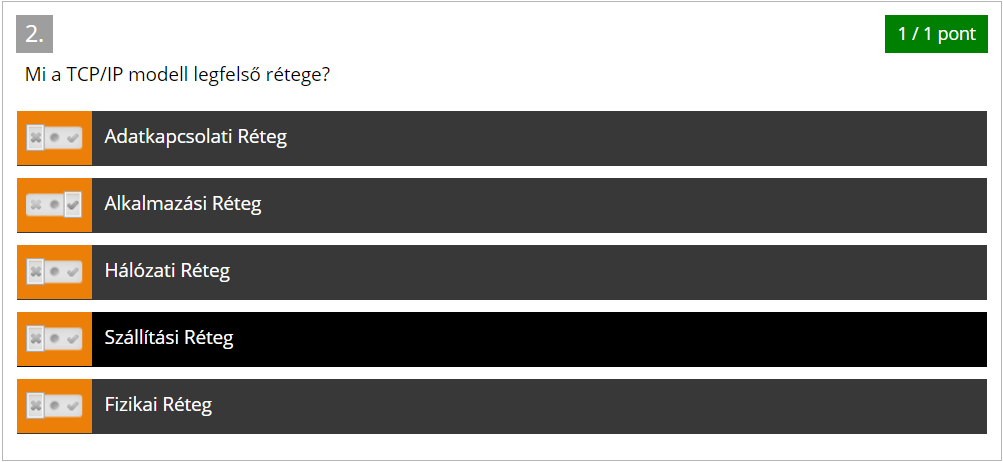 2.
1 / 1 pont
Mi a TCP/IP modell legfelső rétege?
Adatkapcsolati Réteg
Alkalmazási Réteg
Hálózati Réteg
Szállítási Réteg
Fizikai Réteg